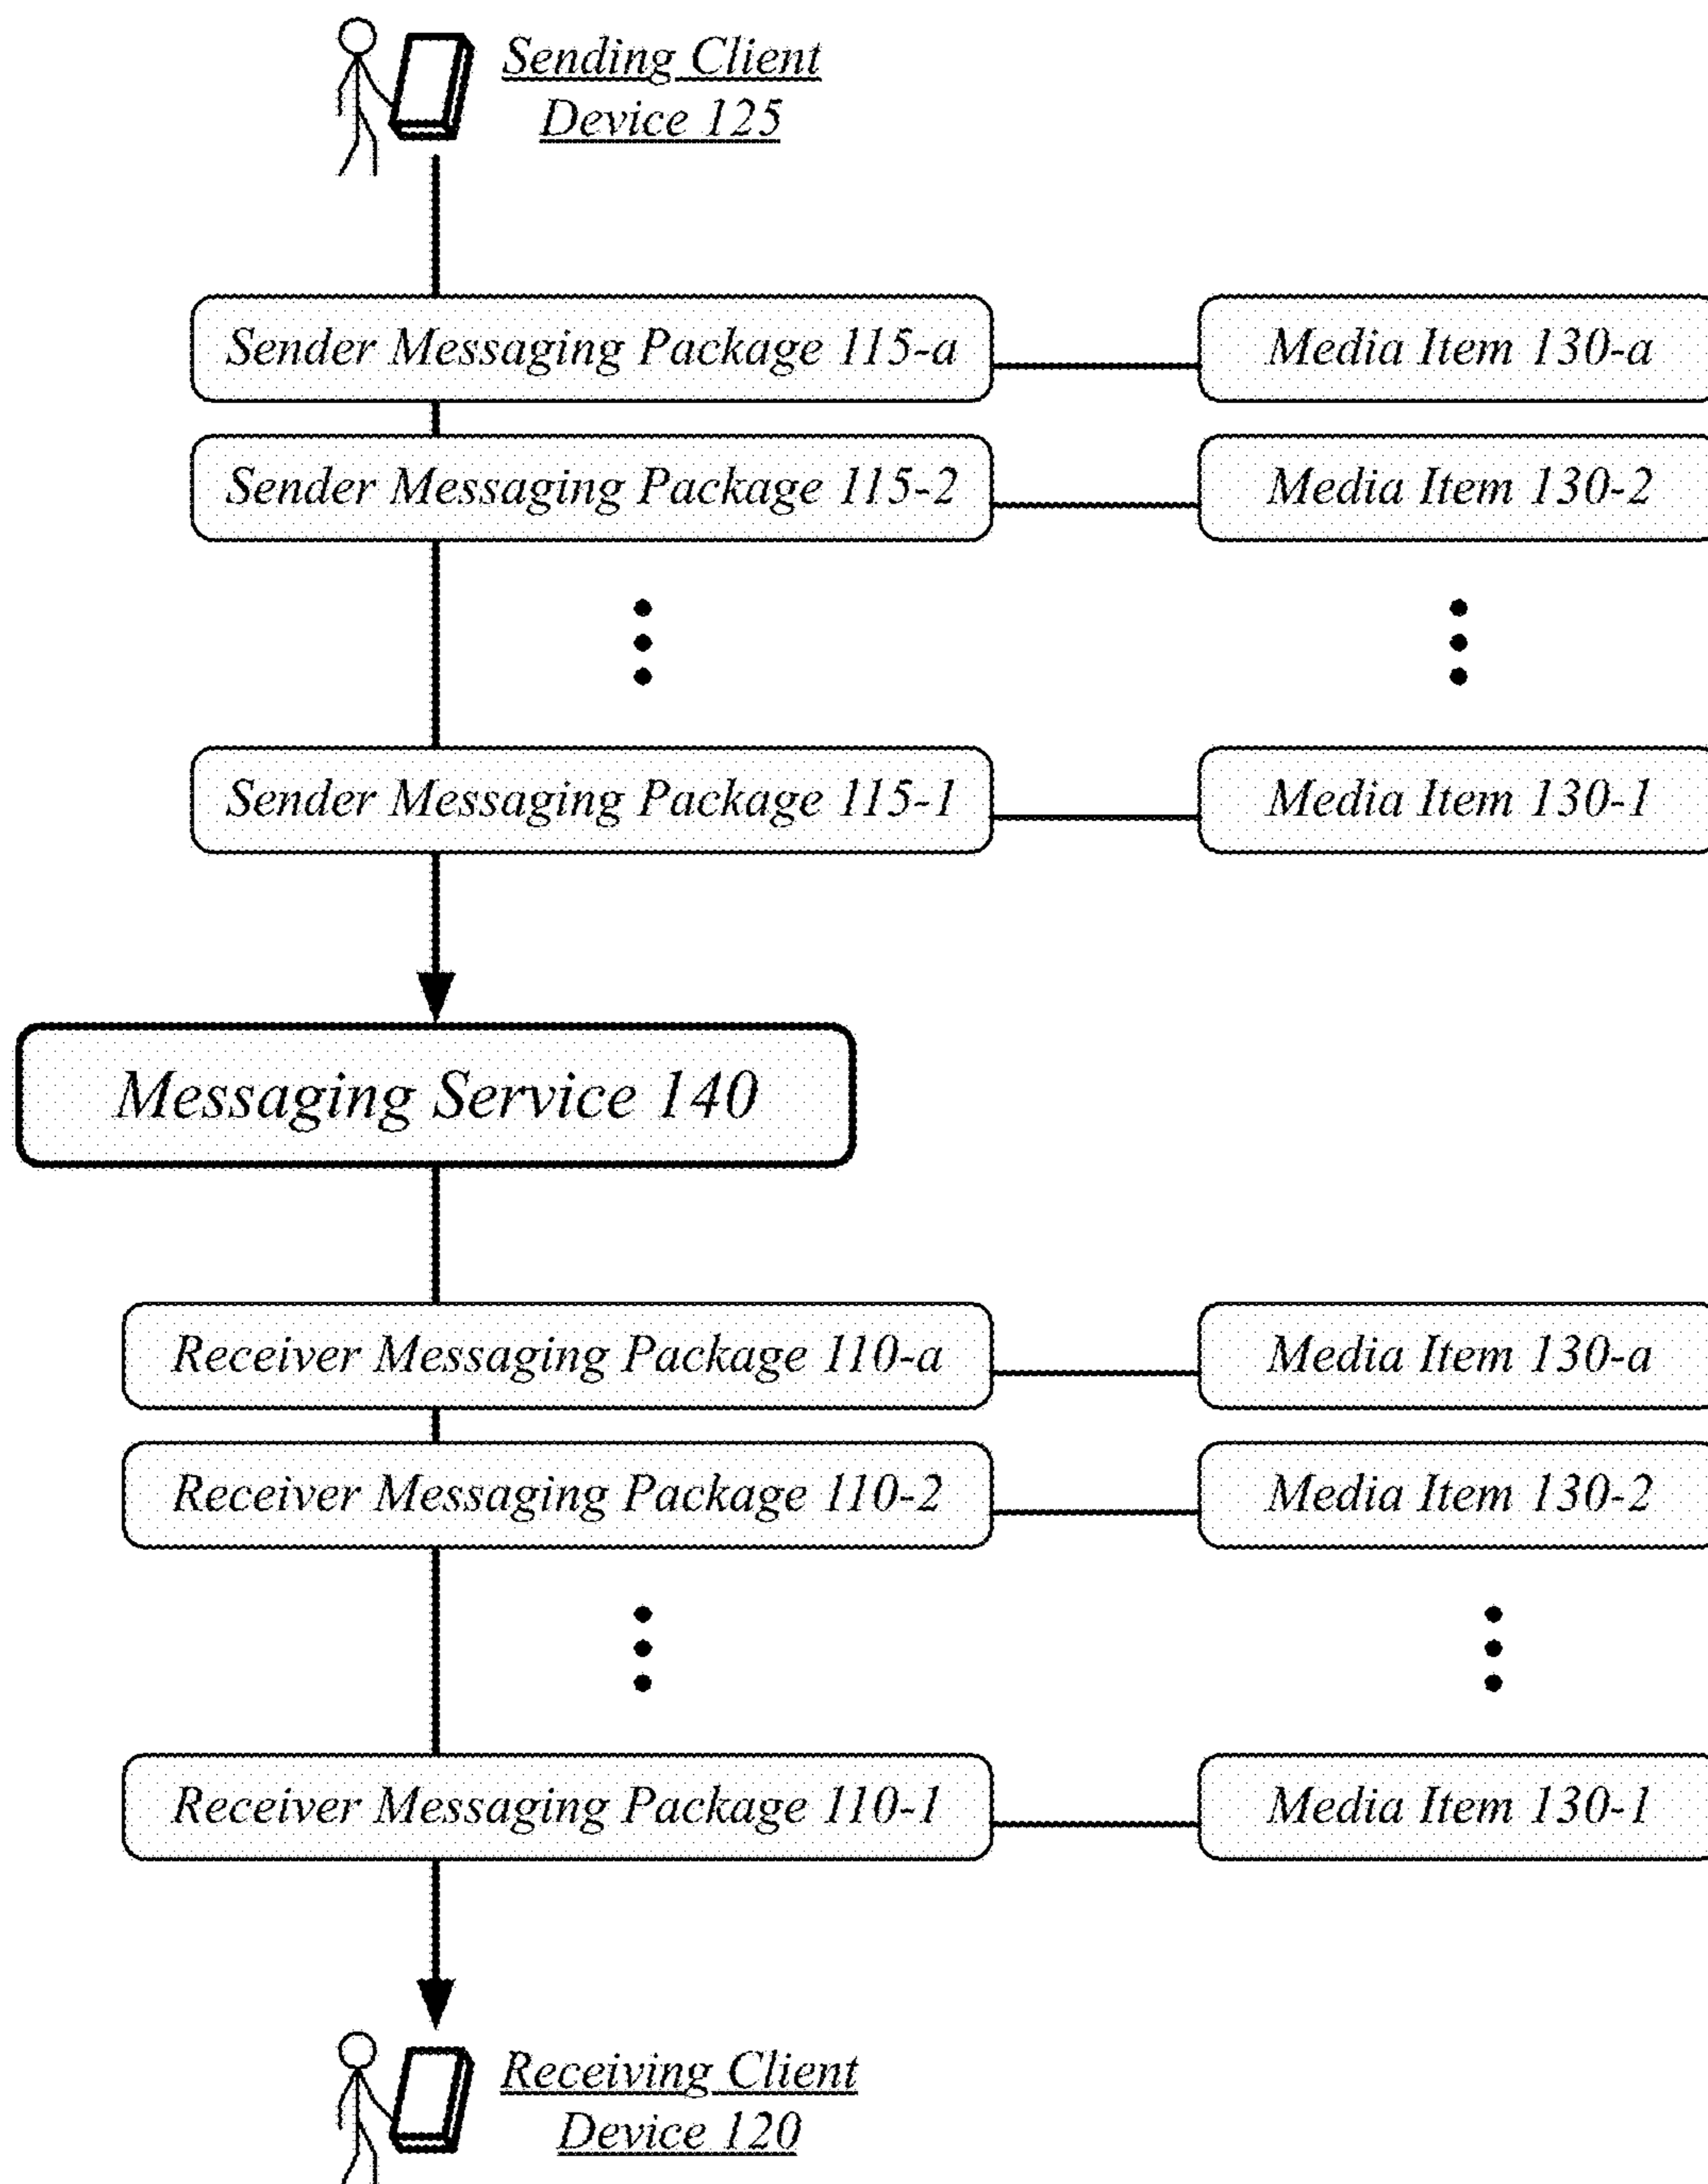 Sending Client
Device 125
Sender Messaging Package 115-a
Media Item 130-a
Sender Messaging Package 115-2
Media Item 130-2
Sender Messaging Package 115-1
Media Item 130-1
Messaging Service 140
Receiver Messaging Package 110-a
Media Item 130-a
Receiver Messaging Package 110-2
Media Item 130-2
Receiver Messaging Package 110-1
Media Item 130-1
Receiving Client
Device 120